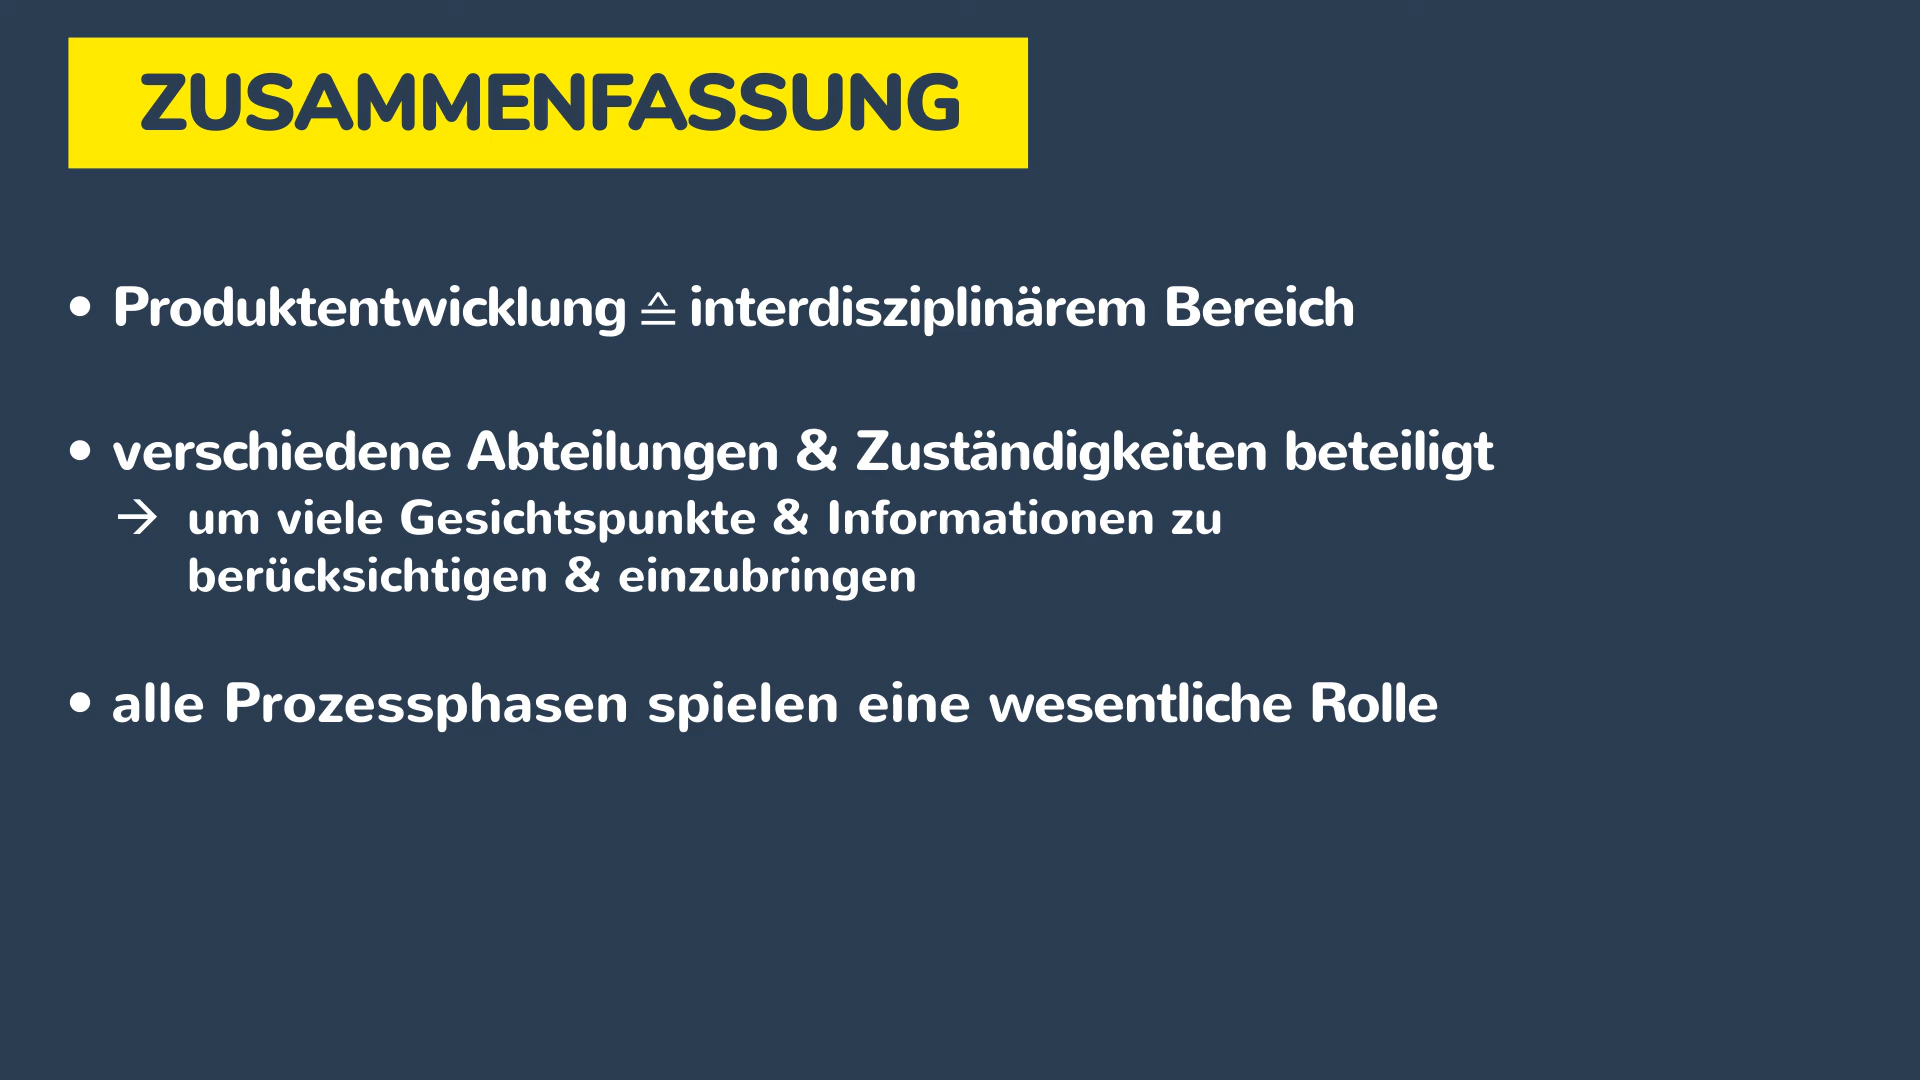 ZUSAMMENFASSUNG
• Produktentwicklung ≙ interdisziplinärem Bereich
• verschiedene Abteilungen & Zuständigkeiten beteiligt
→ um viele Gesichtspunkte & Informationen zu
berücksichtigen & einzubringen
• alle Prozessphasen spielen eine wesentliche Rolle